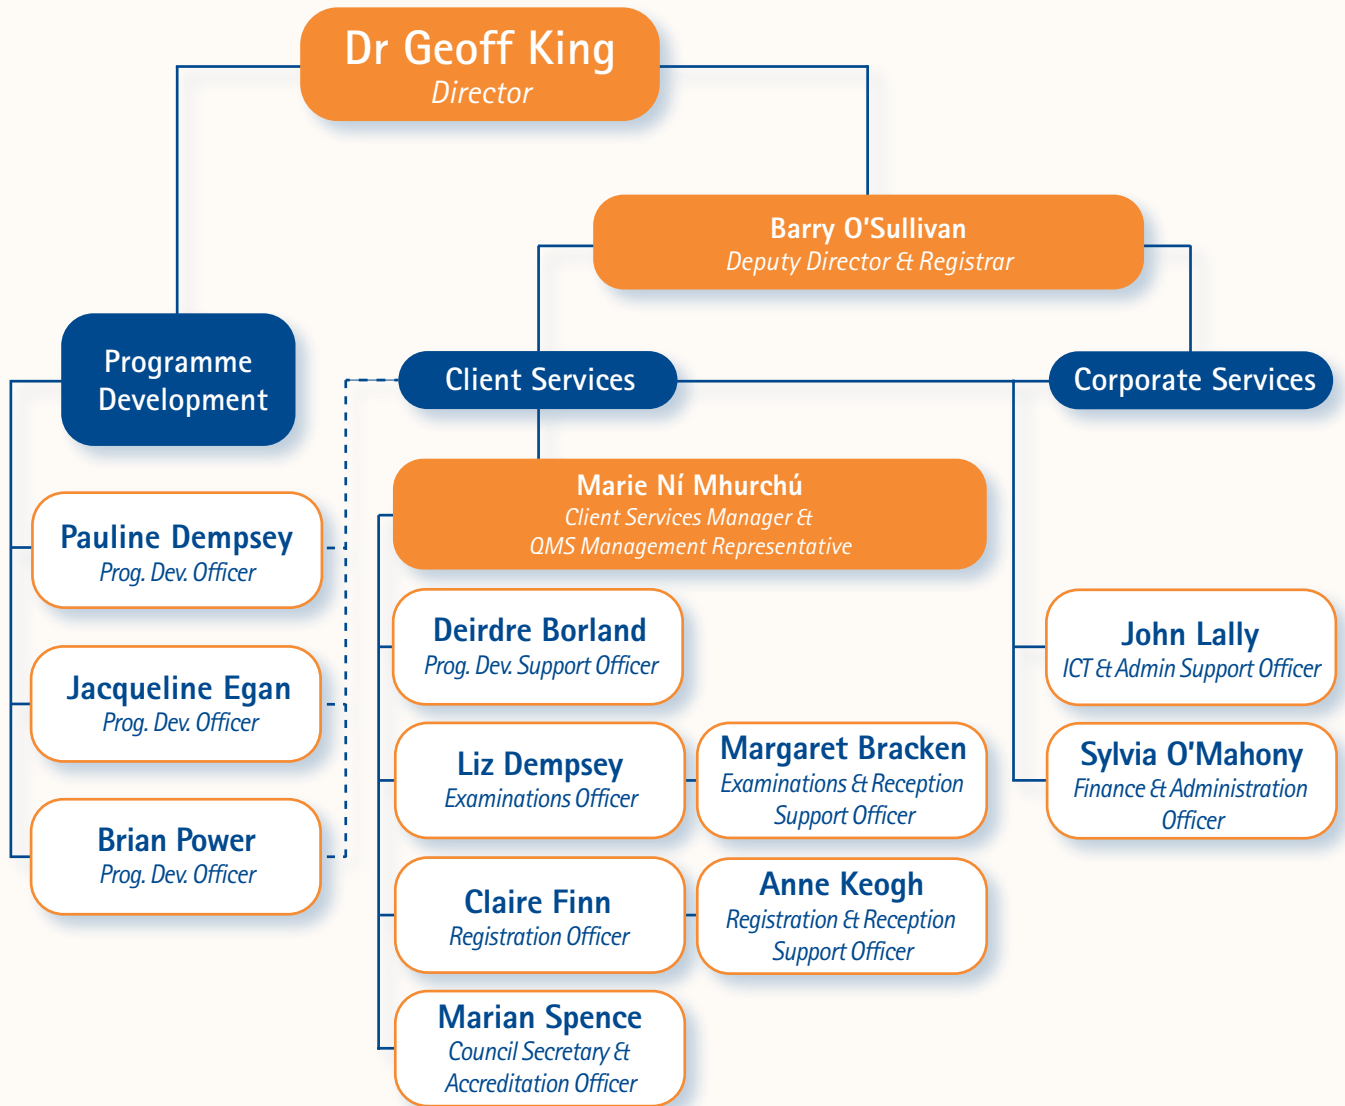 Dr Geoff King
Director
Barry O'Sullivan
Deputy Director & Registrar
Programme
Development
Client Services
Corporate Services
Marie Ní Mhurchú
Client Services Manager &
QMS Management Representative
Pauline Dempsey
Prog. Dev. Officer
Jacqueline Egan
Prog. Dev. Officer
Brian Power
Prog. Dev. Officer
Deirdre Borland
Prog. Dev. Support Officer
Liz Dempsey
Examinations Officer
Margaret Bracken
Examinations & Reception
Support Officer
Claire Finn
Registration Officer
Anne Keogh
Registration & Reception
Support Officer
Marian Spence
Council Secretary &
Accreditation Officer
John Lally
ICT & Admin Support Officer
Sylvia O'Mahony
Finance & Administration
Officer